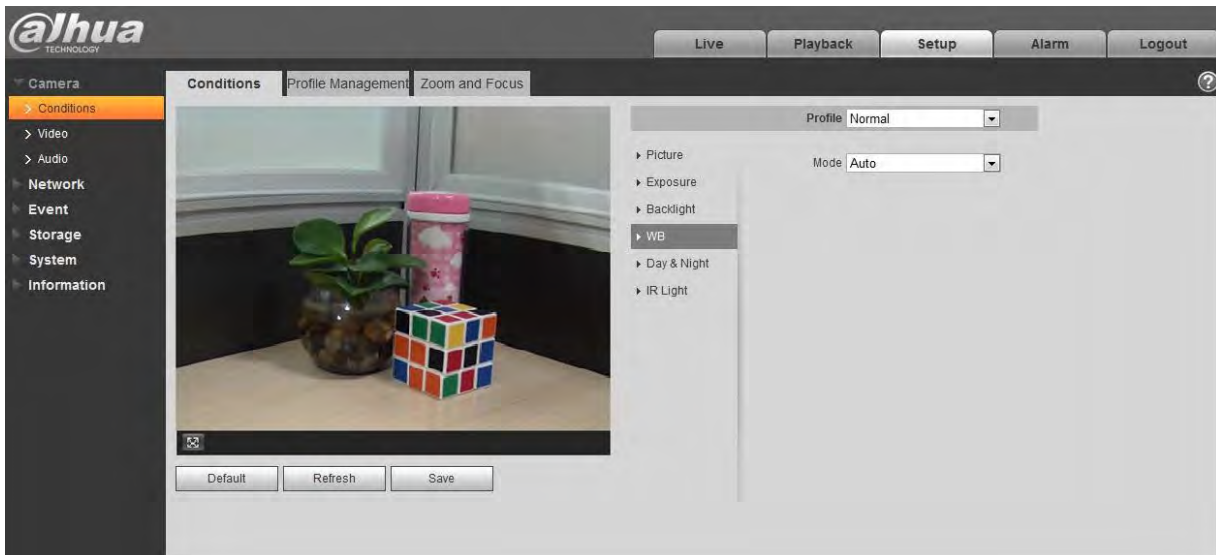 alhua
TECHNOLOGY
Live
Playback
Setup
Alarm
Logout
Camera
Conditions
Video
Audio
Network
Event
Storage
System
Information
Conditions
Profile Management
Zoom and Focus
?
Profile Normal
Picture
Exposure
Backlight
WB
Day & Night
IR Light
Mode Auto
Default
Refresh
Save